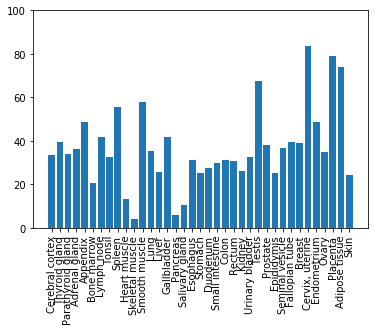 100
80
60
40
20
0
Cerebral cortex
Thyroid gland
Parathyroid gland
Adrenal gland
Appendix
Bone marrow
Lymph node
Tonsil
Spleen
Heart muscle
Skeletal muscle
Smooth muscle
Lung
Liver
Gallbladder
Pancreas
Salivary gland
Esophagus
Stomach
Duodenum
Small intestine
Colon
Rectum
Kidney
Urinary bladder
Testis
Prostate
Epididymis
Seminal vesicle
Fallopian tube
Breast
Cervix, uterine
Endometrium
Ovary
Placenta
Adipose tissue
Skin